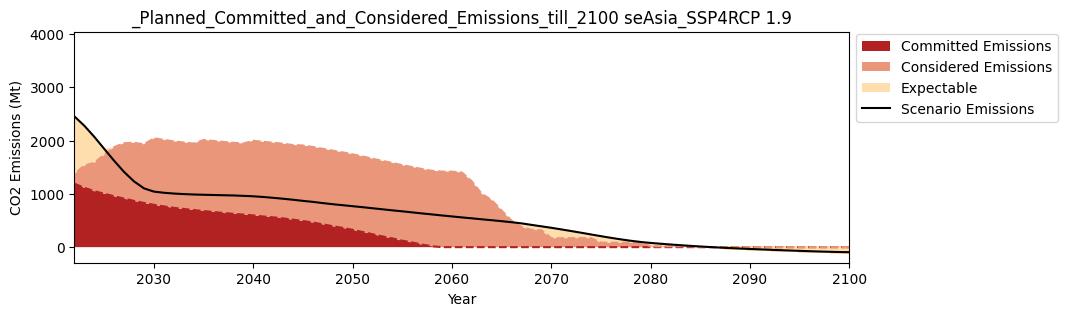 _Planned_Committed_and_Considered_Emissions_till_2100 seAsia_SSP4RCP 1.9
CO2 Emissions (Mt)
4000
3000
2000
1000
0
2030 2040 2050 2060 2070 2080 2090 2100
Year
Committed Emissions
Considered Emissions
Expectable
Scenario Emissions